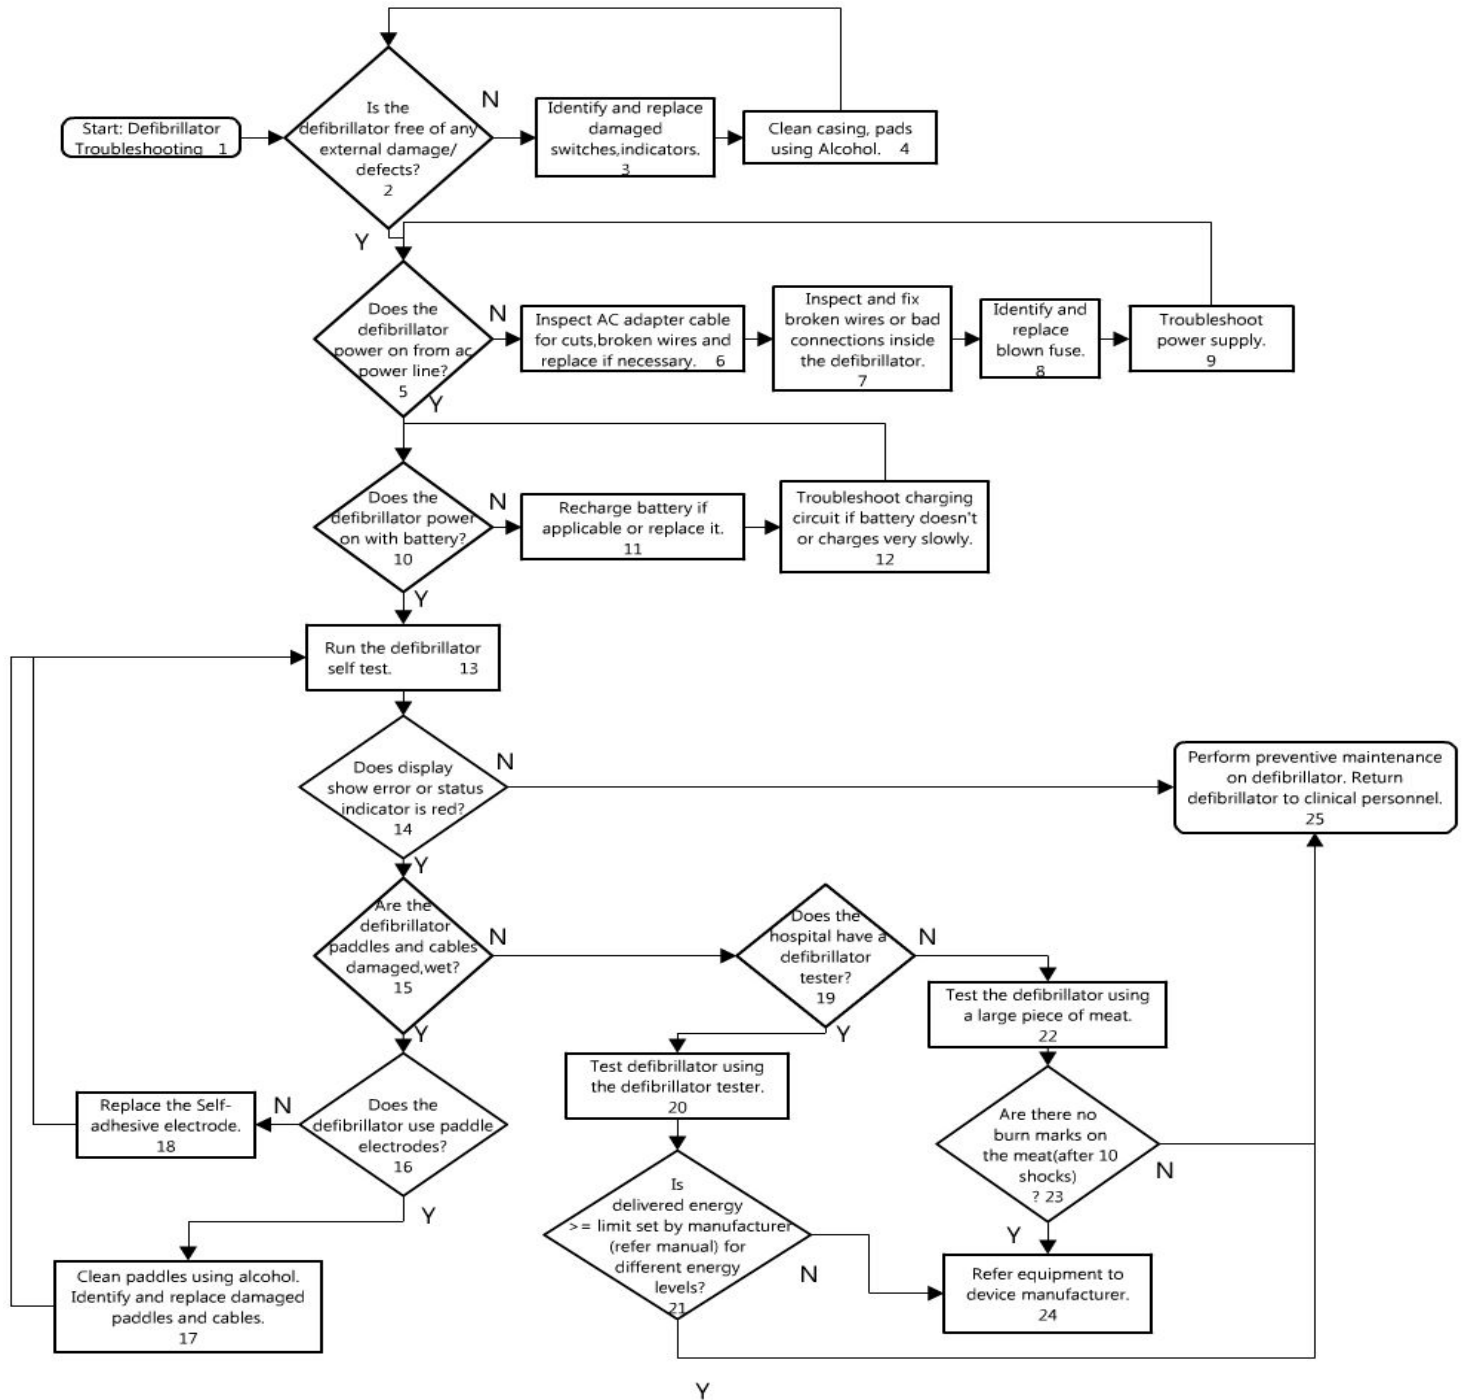 Start: Defibrillator
Troubleshooting 1
Is the
defibrillator free of any
external damage/
defects?
2
N
Identify and replace
damaged
switches,indicators.
3
Clean casing, pads
using Alcohol. 4
Y
Does the
defibrillator
power on from ac
power line?
5
N
Inspect AC adapter cable
for cuts,broken wires and
replace if necessary. 6
Inspect and fix
broken wires or bad
connections inside
the defibrillator.
7
Identify and
replace
blown fuse.
8
Troubleshoot
power supply.
9
Y
Does the
defibrillator power
on with battery?
10
N
Recharge battery if
applicable or replace it.
11
Troubleshoot charging
circuit if battery doesn't
or charges very slowly.
12
Y
Run the defibrillator
self test. 13
Does display
show error or status
indicator is red?
14
N
Perform preventive maintenance
on defibrillator. Return
defibrillator to clinical personnel.
25
Y
Are the
defibrillator
paddles and cables
damaged,wet?
15
N
Does the
hospital have a
defibrillator
tester?
19
N
Test the defibrillator using
a large piece of meat.
22
Y
Y
Test defibrillator using
the defibrillator tester.
20
Does the
defibrillator use paddle
electrodes?
16
N
Replace the Self-
adhesive electrode.
18
Are there no
burn marks on
the meat(after 10
shocks)
? 23
N
Y
Y
Is
delivered energy
>= limit set by manufacturer
(refer manual) for
different energy
levels?
21
N
Refer equipment to
device manufacturer.
24
Clean paddles using alcohol.
Identify and replace damaged
paddles and cables.
17
Y